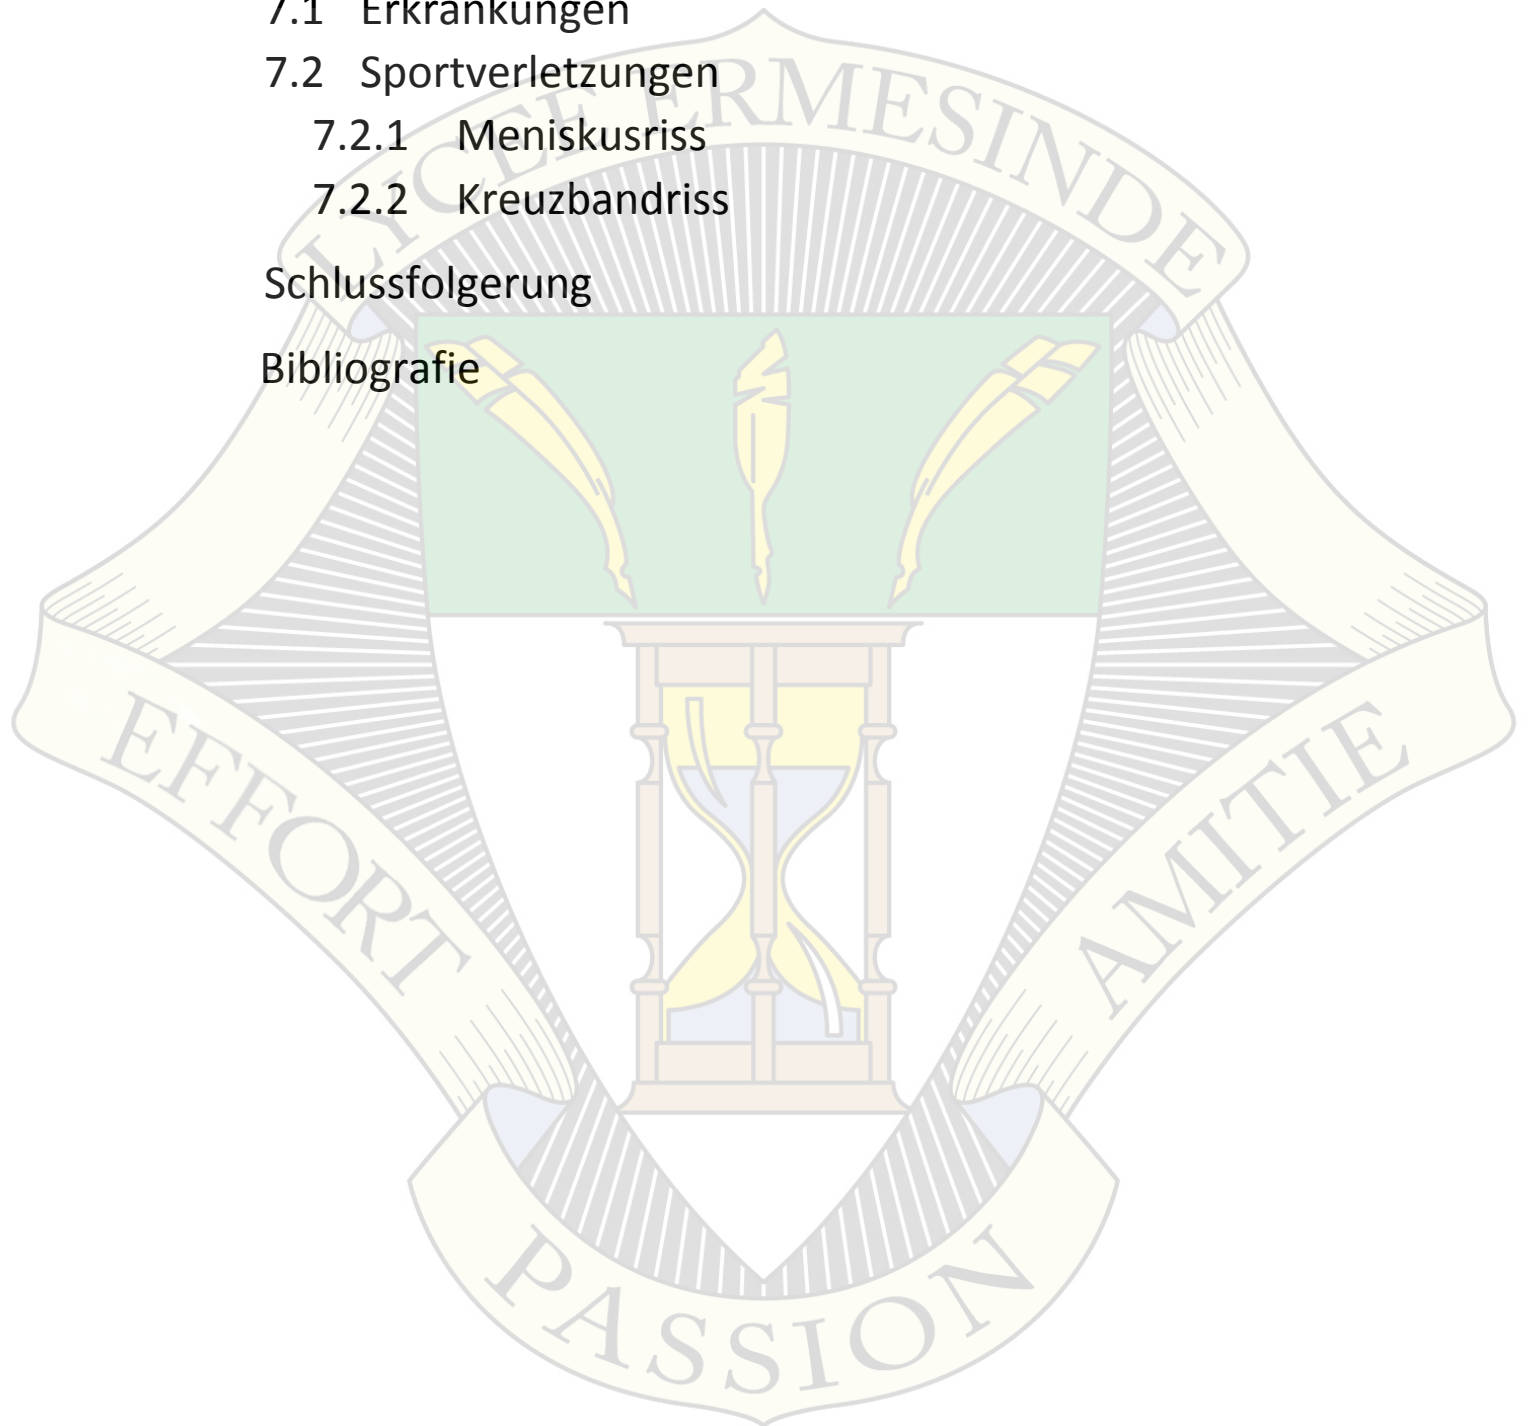 7.1 Erkrankungen
7.2 Sportverletzungen
7.2.1 Meniskusriss
7.2.2 Kreuzbandriss
Schlussfolgerung
Bibliografie
LYCEE ERMESINDE
EFFORT
AMITIE
PASSION